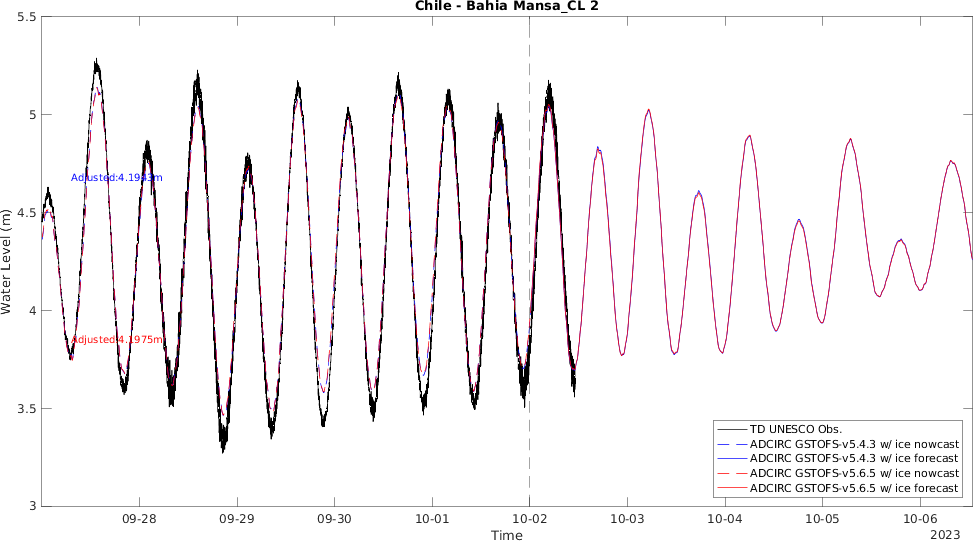 Chile - Bahia Mansa_CL 2
5.5
5
4.5
4
3.5
3
Water Level (m)
Adjusted:4.1943m
Adjusted:4.1975m
TD UNESCO Obs.
ADCIRC GSTOFS-v5.4.3 w/ ice nowcast
ADCIRC GSTOFS-v5.4.3 w/ ice forecast
ADCIRC GSTOFS-v5.6.5 w/ ice nowcast
ADCIRC GSTOFS-v5.6.5 w/ ice forecast
09-28 09-29 09-30 10-01 10-02 10-03 10-04 10-05 10-06
Time
2023